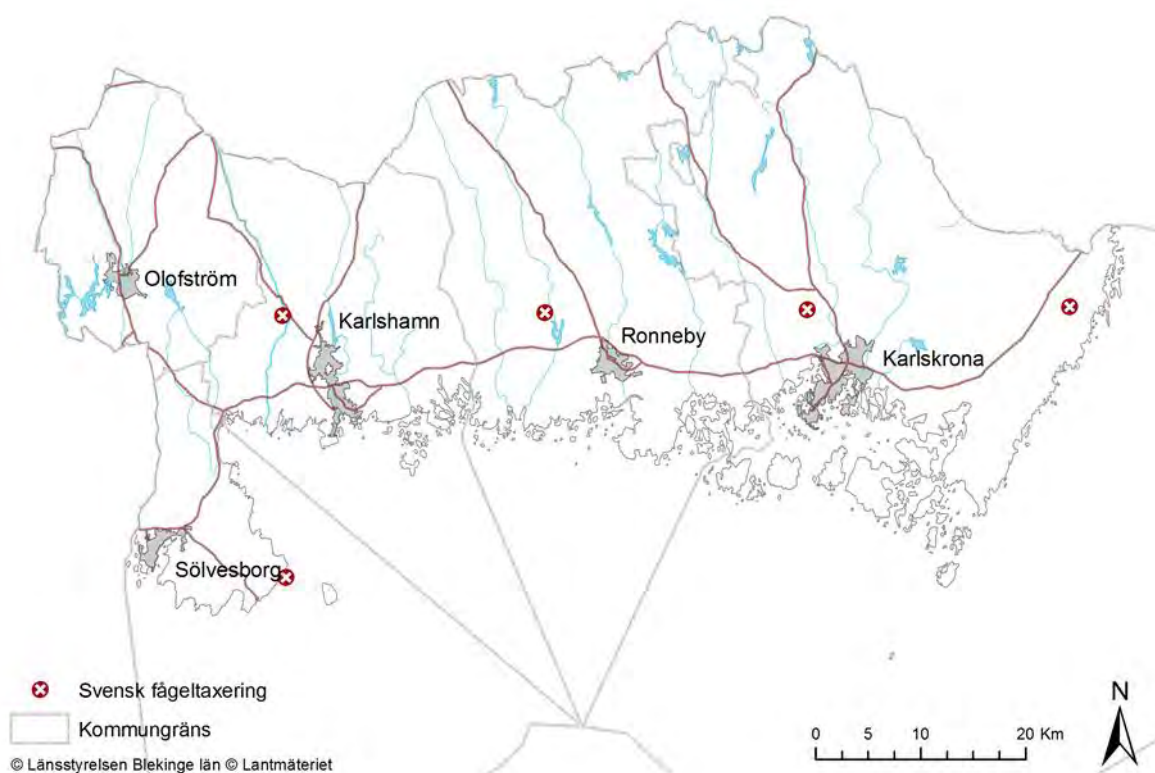 Olofström
Karlshamn
Ronneby
Karlskrona
Sölvesborg
Svensk fågeltaxering
Kommungräns
© Länsstyrelsen Blekinge län © Lantmäteriet
0 5 10 20 Km
N